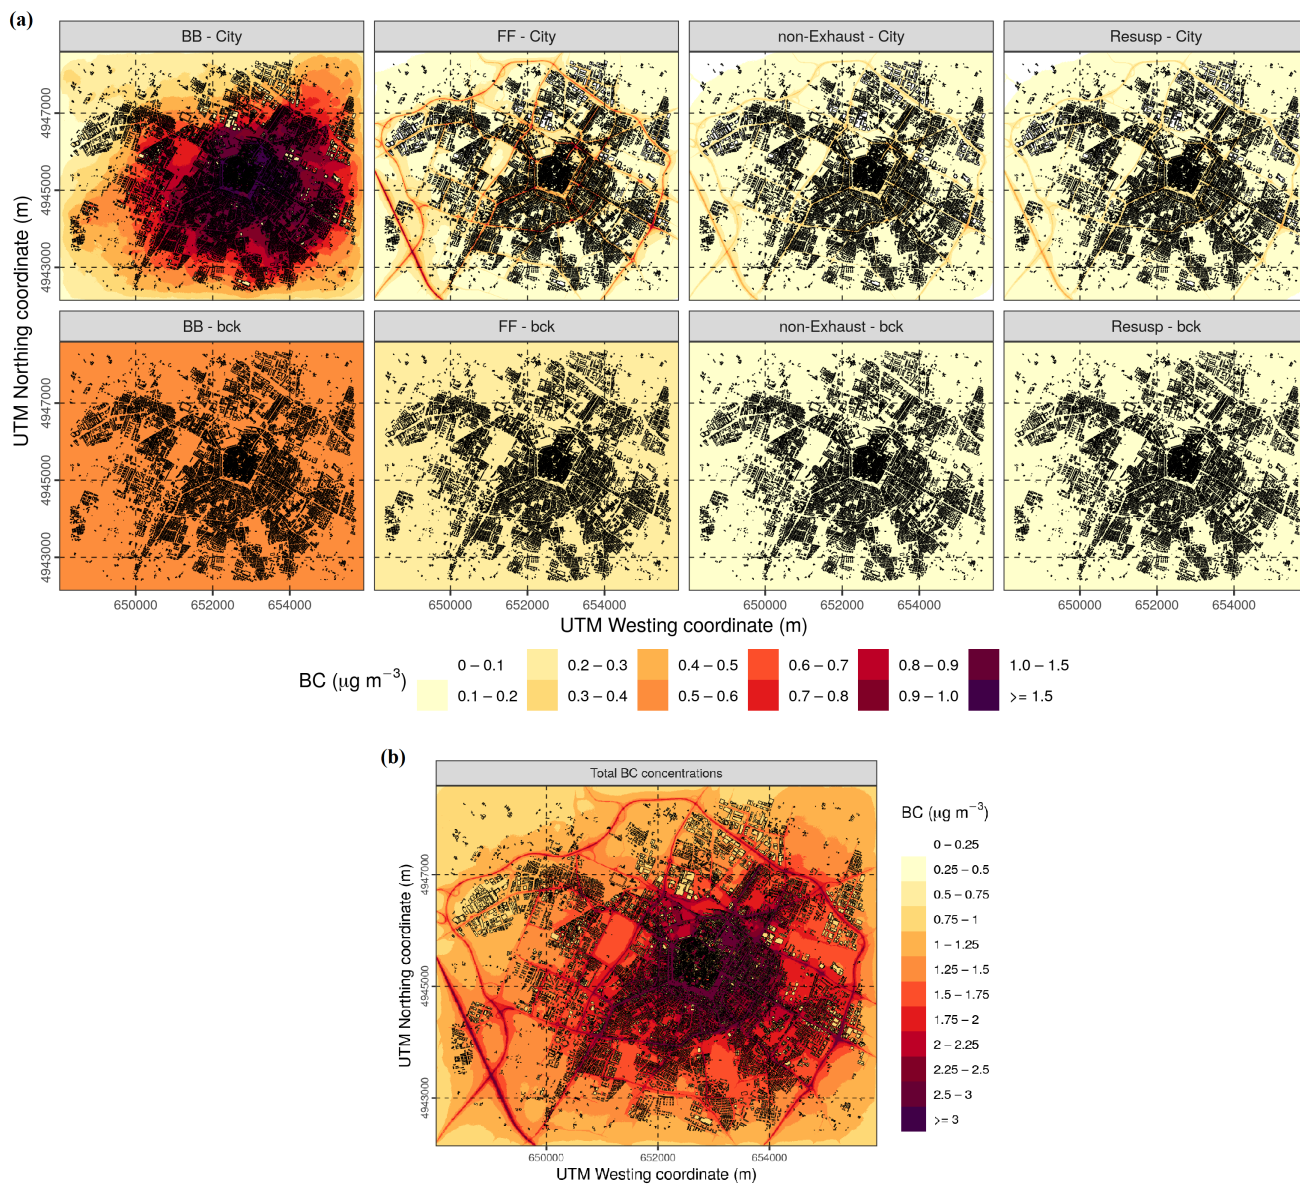 (a)
BB - City
FF - City
non-Exhaust - City
Resusp - City
4947000
4945000
4943000
BB - bck
FF - bck
non-Exhaust - bck
Resusp - bck
4947000
4945000
4943000
UTM Northing coordinate (m)
650000 652000 654000
650000 652000 654000
650000 652000 654000
650000 652000 654000
UTM Westing coordinate (m)
BC (μg m⁻³)
0 – 0.1 0.2 – 0.3 0.4 – 0.5 0.6 – 0.7 0.8 – 0.9 1.0 – 1.5
0.1 – 0.2 0.3 – 0.4 0.5 – 0.6 0.7 – 0.8 0.9 – 1.0 >= 1.5
(b)
Total BC concentrations
4947000
4945000
4943000
UTM Northing coordinate (m)
650000 652000 654000
UTM Westing coordinate (m)
BC (μg m⁻³)
0 – 0.25
0.25 – 0.5
0.5 – 0.75
0.75 – 1
1 – 1.25
1.25 – 1.5
1.5 – 1.75
1.75 – 2
2 – 2.25
2.25 – 2.5
2.5 – 3
>= 3